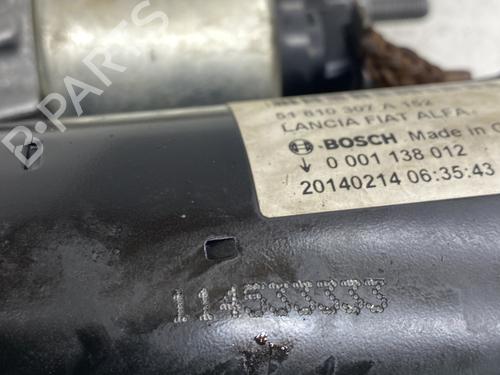 B-PARTS
51 810 307 A 152
LANCIA FIAT ALFA
BOSCH Made in
↓ 0 001 138 012
20140214 06:35:43